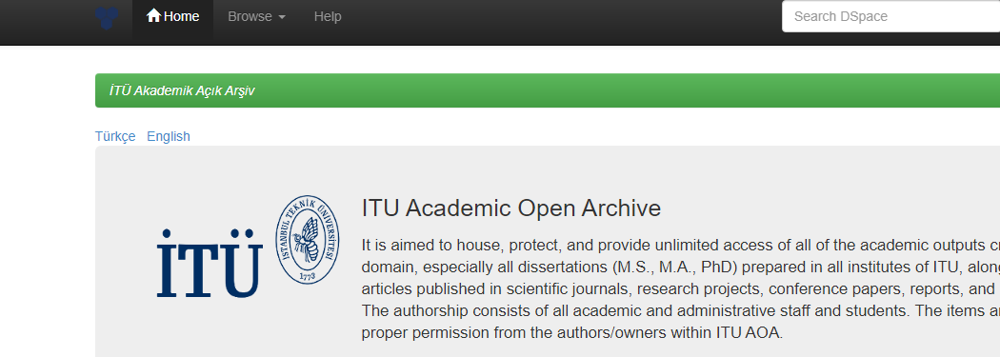 Home Browse Help Search DSpace
İTÜ Akademik Açık Arşiv
Türkçe English
İTÜ
İSTANBUL TEKNİK ÜNİVERSİTESİ
1773
ITU Academic Open Archive
It is aimed to house, protect, and provide unlimited access of all of the academic outputs
domain, especially all dissertations (M.S., M.A., PhD) prepared in all institutes of ITU,
articles published in scientific journals, research projects, conference papers, reports, and
The authorship consists of all academic and administrative staff and students. The items
proper permission from the authors/owners within ITU AOA.